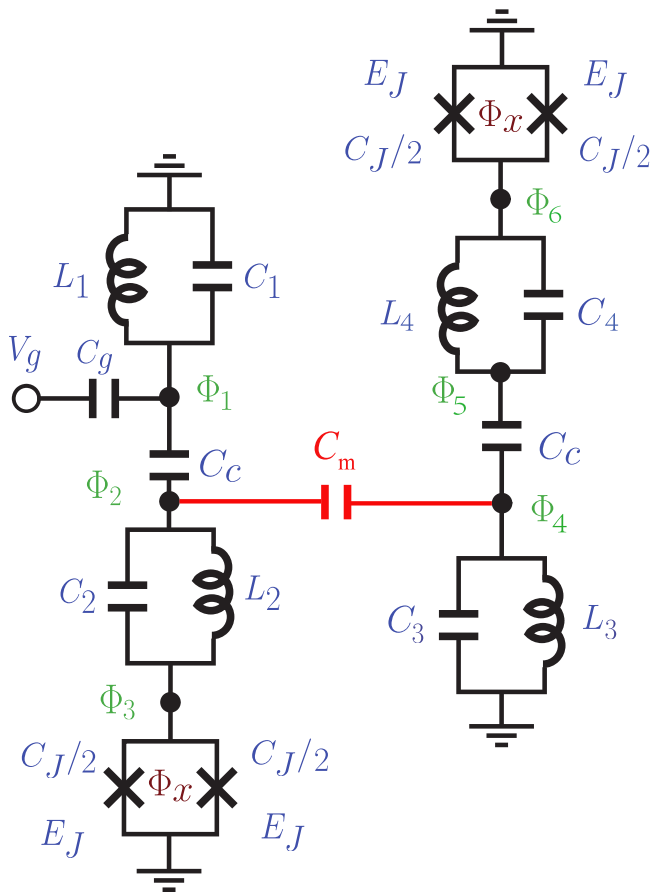 E_J E_J
Φ_x
C_J/2 C_J/2
Φ_6
L_1 C_1
L_4 C_4
V_g C_g
Φ_1
Φ_5
C_c
C_m
C_c
Φ_2
Φ_4
C_2 L_2
C_3 L_3
Φ_3
C_J/2 C_J/2
Φ_x
E_J E_J